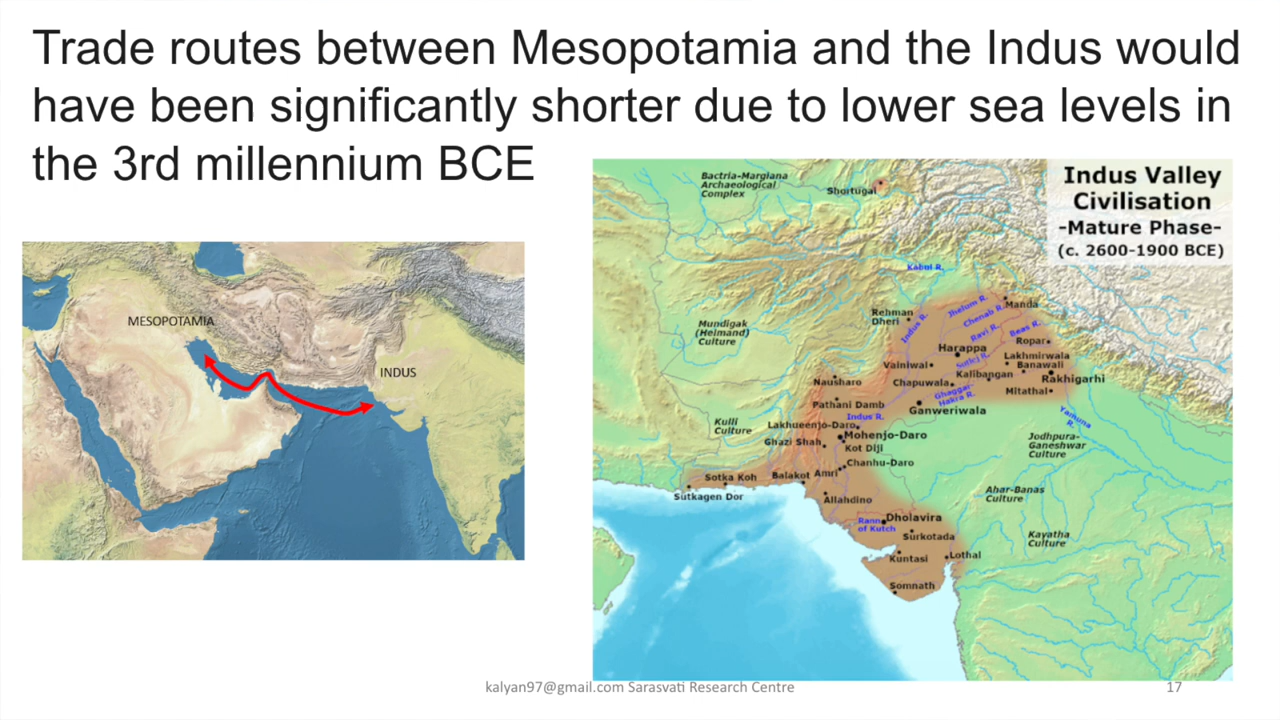 Trade routes between Mesopotamia and the Indus would
have been significantly shorter due to lower sea levels in
the 3rd millennium BCE
MESOPOTAMIA
INDUS
Indus Valley
Civilisation
-Mature Phase-
(c. 2600-1900 BCE)
Bactria-Margiana
Archaeological
Complex
Shortugal
Kabul R.
Mundigak
(Helmand)
Culture
Rehman
Dheri
Indus R.
Jhelum R.
Manda
Chenab R.
Ravi R.
Beas R.
Ropar
Harappa
Sutlej R.
Lakhmirwala
Banawali
Vainiwal
Kalibangan
Rakhigarhi
Chapuwala
Mitathal
Nausharo
Ghaggar-
Hakra R.
Pathani Damb
Ganweriwala
Indus R.
Yamuna
R.
Kulli
Culture
Lakhueenjo-Daro
Ghazi Shah
Mohenjo-Daro
Kot Diji
Jodhpura-
Ganeshwar
Culture
Chanhu-Daro
Sotka Koh
Balakot
Amri
Sutkagen Dor
Allahdino
Ahar-Banas
Culture
Rann
of Kutch
Dholavira
Surkotada
Kayatha
Culture
Kuntasi
Lothal
Somnath
kalyan97@gmail.com Sarasvati Research Centre
17